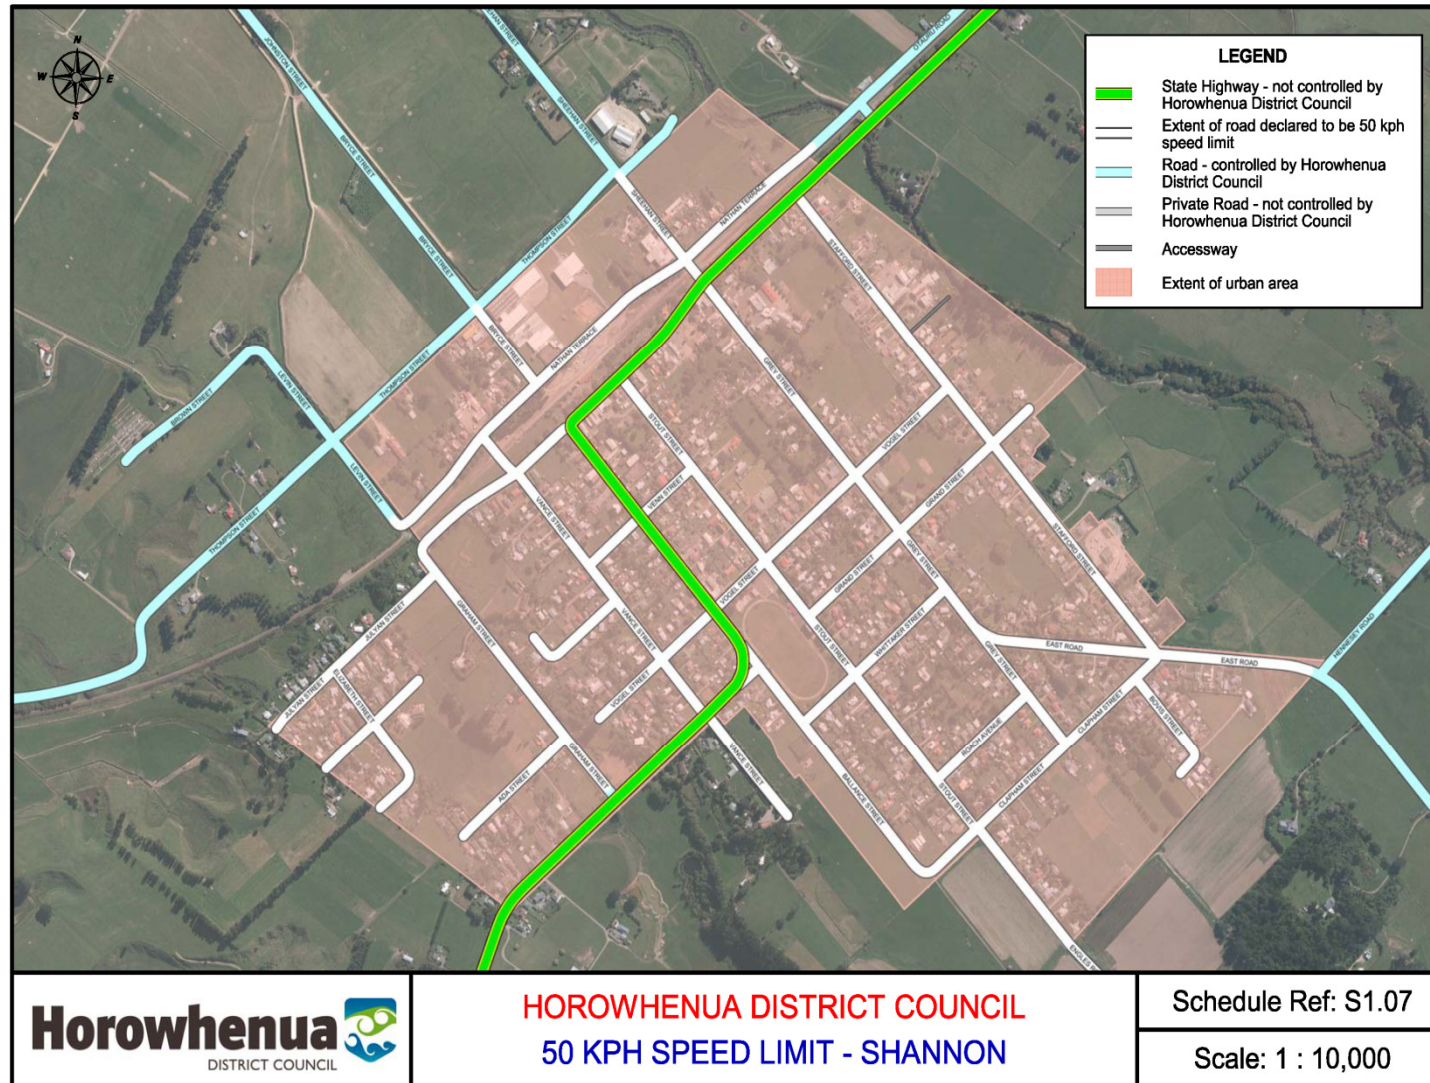 N
W
E
S
LEGEND
State Highway - not controlled by
Horowhenua District Council
Extent of road declared to be 50 kph
speed limit
Road - controlled by Horowhenua
District Council
Private Road - not controlled by
Horowhenua District Council
Accessway
Extent of urban area
JOHNSTON STREET
SHEEHAN STREET
OTAURU ROAD
BRYCE STREET
SHEEHAN STREET
NATHAN TERRACE
THOMPSON STREET
BRYCE STREET
STAFFORD STREET
BRYCE STREET
NATHAN TERRACE
THOMPSON STREET
GREY STREET
LEVIN STREET
BROWN STREET
STOUT STREET
VOGEL STREET
LEVIN STREET
VENN STREET
GRAND STREET
VANCE STREET
THOMPSON STREET
STAFFORD STREET
GREY STREET
GRAND STREET
VOGEL STREET
JULYAN STREET
GRAHAM STREET
VANCE STREET
STOUT STREET
WHITTAKER STREET
EAST ROAD
EAST ROAD
HENNESEY ROAD
GREY STREET
JULYAN STREET
ELIZABETH STREET
VOGEL STREET
CLAPHAM STREET
BOWE STREET
ROACH AVENUE
GRAHAM STREET
VANCE STREET
ADA STREET
BALLANCE STREET
STOUT STREET
CLAPHAM STREET
ENGLES
Horowhenua
DISTRICT COUNCIL
HOROWHENUA DISTRICT COUNCIL
50 KPH SPEED LIMIT - SHANNON
Schedule Ref: S1.07
Scale: 1 : 10,000